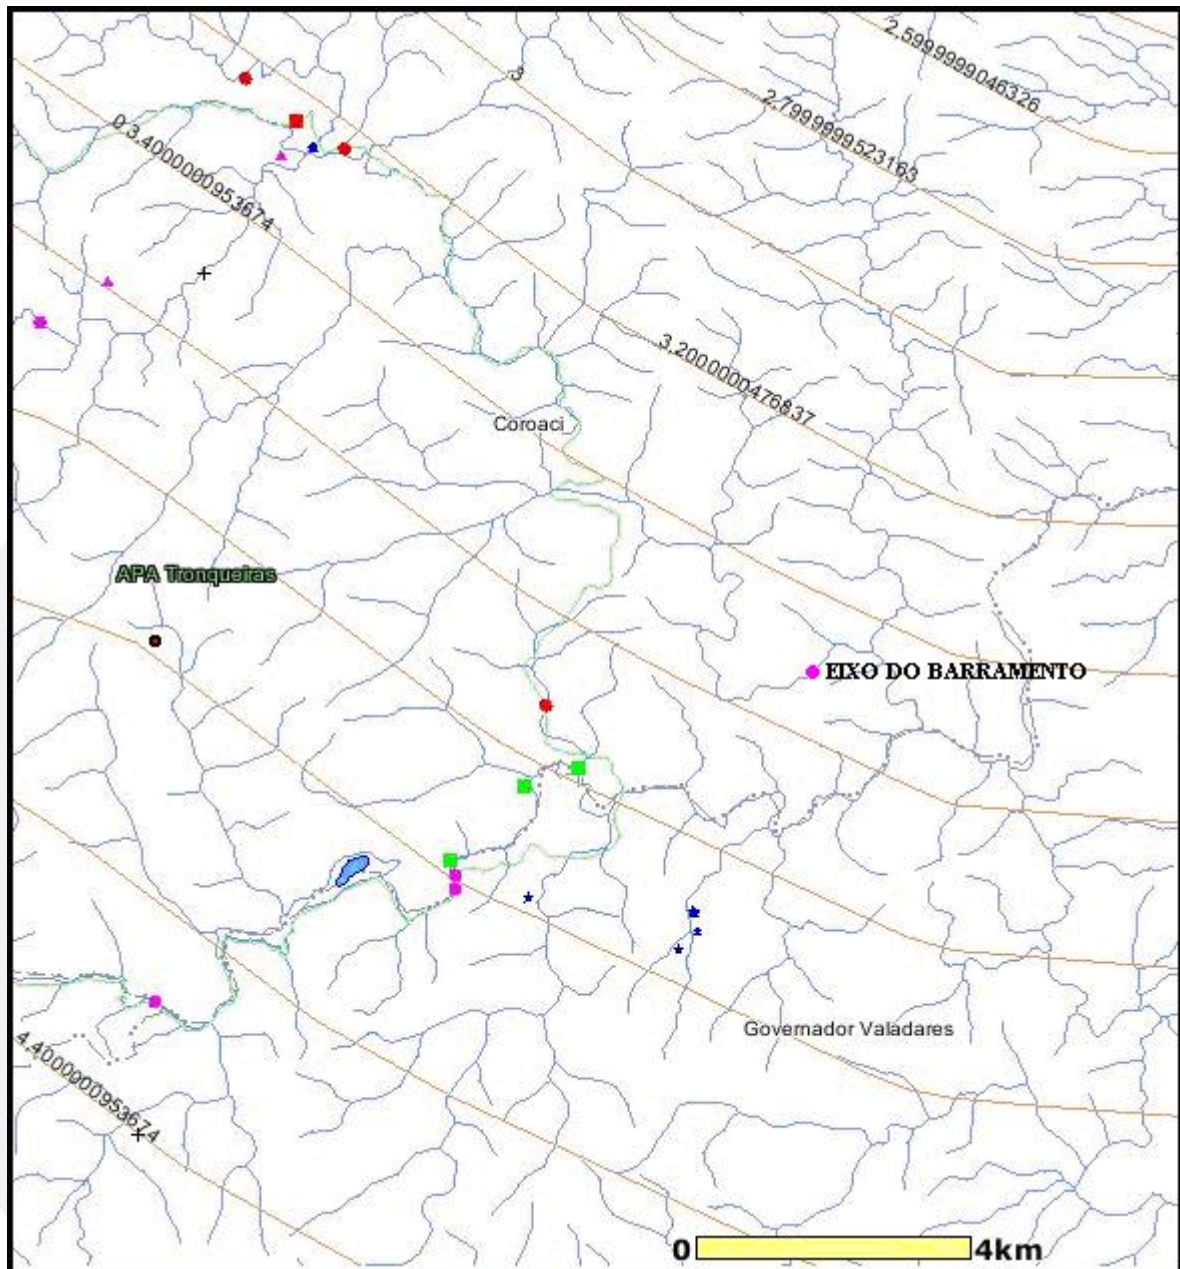 2,5999999046326
3
2,7999999523163
0,3,4000000953674
3,2000000476837
Coroaci
APA Tronqueiras
EIXO DO BARRAMENTO
Governador Valadares
4,4000000953674
0 4km